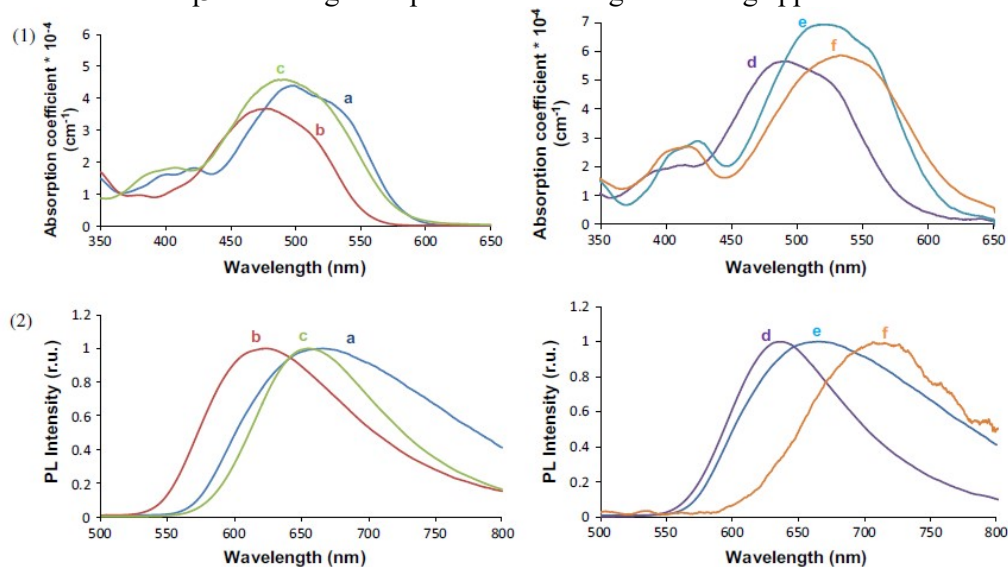 (1)
Absorption coefficient * 10⁻⁴
(cm⁻¹)
6
5
4
3
2
1
0
c
a
b
350 400 450 500 550 600 650
Wavelength (nm)
Absorption coefficient * 10⁻⁴
(cm⁻¹)
7
6
5
4
3
2
1
0
e
f
d
350 400 450 500 550 600 650
Wavelength (nm)
(2)
PL Intensity (r.u.)
1.2
1
0.8
0.6
0.4
0.2
0
b c a
500 550 600 650 700 750 800
Wavelength (nm)
PL Intensity (r.u.)
1.2
1
0.8
0.6
0.4
0.2
0
d e f
500 550 600 650 700 750 800
Wavelength (nm)